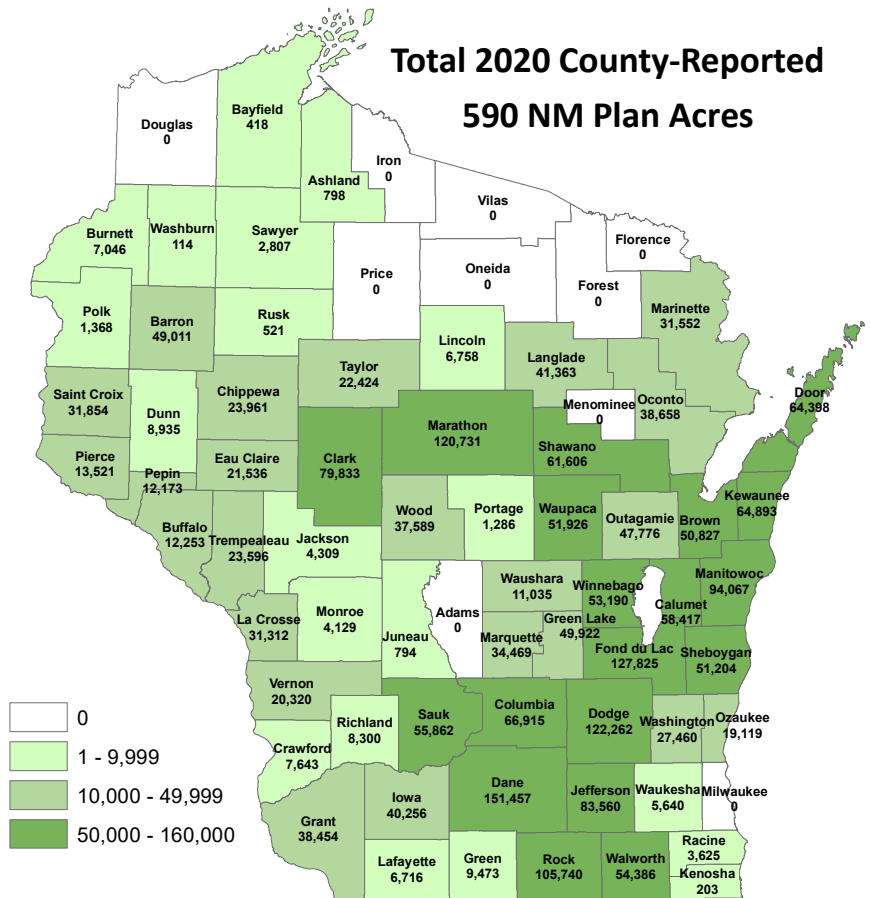 Total 2020 County-Reported
590 NM Plan Acres
Douglas
0
Bayfield
418
Ashland
798
Iron
0
Vilas
0
Burnett
7,046
Washburn
114
Sawyer
2,807
Price
0
Oneida
0
Forest
0
Florence
0
Marinette
31,552
Polk
1,368
Barron
49,011
Rusk
521
Lincoln
6,758
Langlade
41,363
Taylor
22,424
Saint Croix
31,854
Dunn
8,935
Chippewa
23,961
Menominee
0
Oconto
38,658
Door
64,398
Marathon
120,731
Clark
79,833
Shawano
61,606
Pierce
13,521
Pepin
12,173
Eau Claire
21,536
Buffalo
12,253
Trempealeau
23,596
Jackson
4,309
Wood
37,589
Portage
1,286
Waupaca
51,926
Outagamie
47,776
Brown
50,827
Kewaunee
64,893
La Crosse
31,312
Monroe
4,129
Juneau
794
Adams
0
Waushara
11,035
Marquette
34,469
Green Lake
49,922
Winnebago
53,190
Calumet
58,417
Manitowoc
94,067
Fond du Lac
127,825
Sheboygan
51,204
Vernon
20,320
Richland
8,300
Crawford
7,643
Sauk
55,862
Columbia
66,915
Dodge
122,262
Washington
27,460
Ozaukee
19,119
Grant
38,454
Iowa
40,256
Dane
151,457
Jefferson
83,560
Waukesha
5,640
Milwaukee
0
Lafayette
6,716
Green
9,473
Rock
105,740
Walworth
54,386
Racine
3,625
Kenosha
203
0
1 - 9,999
10,000 - 49,999
50,000 - 160,000